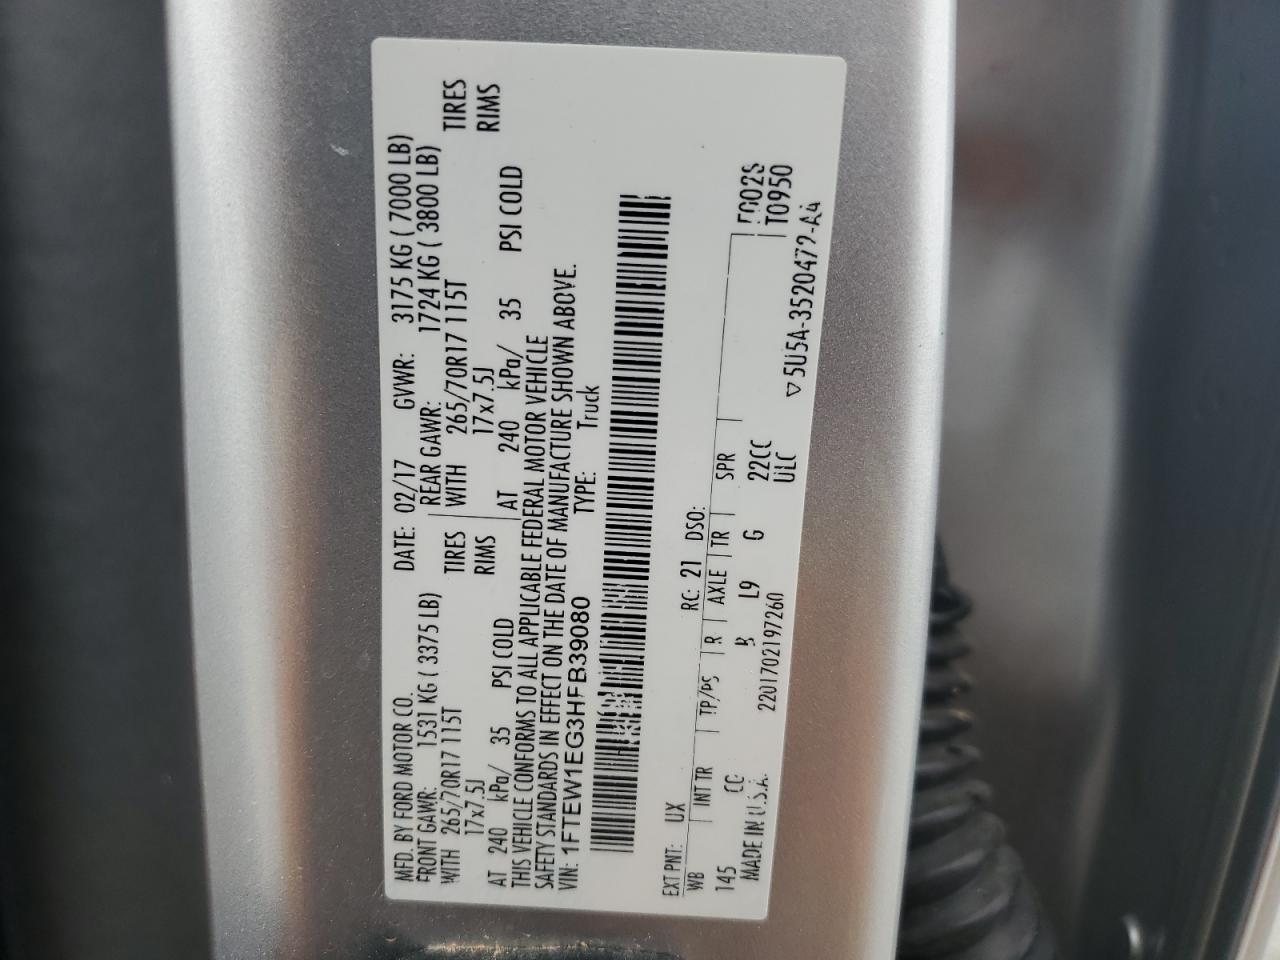 MFD. BY FORD MOTOR CO. DATE: 02/17 GVWR: 3175 KG ( 7000 LB)
FRONT GAWR: 1531 KG ( 3375 LB) REAR GAWR: 1724 KG ( 3800 LB)
WITH 265/70R17 115T TIRES WITH 265/70R17 115T TIRES
17x7.5J RIMS 17x7.5J RIMS
AT 240 kPa/ 35 PSI COLD AT 240 kPa/ 35 PSI COLD
THIS VEHICLE CONFORMS TO ALL APPLICABLE FEDERAL MOTOR VEHICLE
SAFETY STANDARDS IN EFFECT ON THE DATE OF MANUFACTURE SHOWN ABOVE.
VIN: 1FTEW1EG3HFB39080 TYPE: Truck
EXT PNT: UX RC: 21 DSO:
WB INT TR TP/PS R AXLE TR SPR
145 CC B L9 G 22CC
MADE IN U.S.A. 2201702197260 ULC
T0950
▽5U5A-3520472-AA